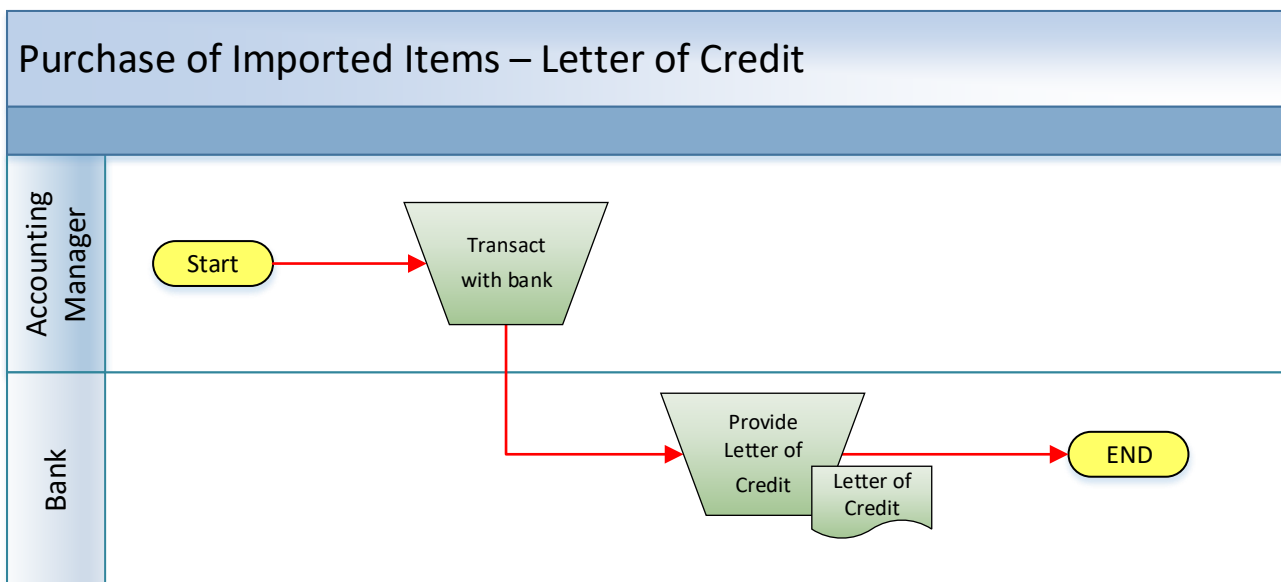 Purchase of Imported Items – Letter of Credit
Accounting
Manager
Start
Transact
with bank
Bank
Provide
Letter of
Credit
Letter of
Credit
END